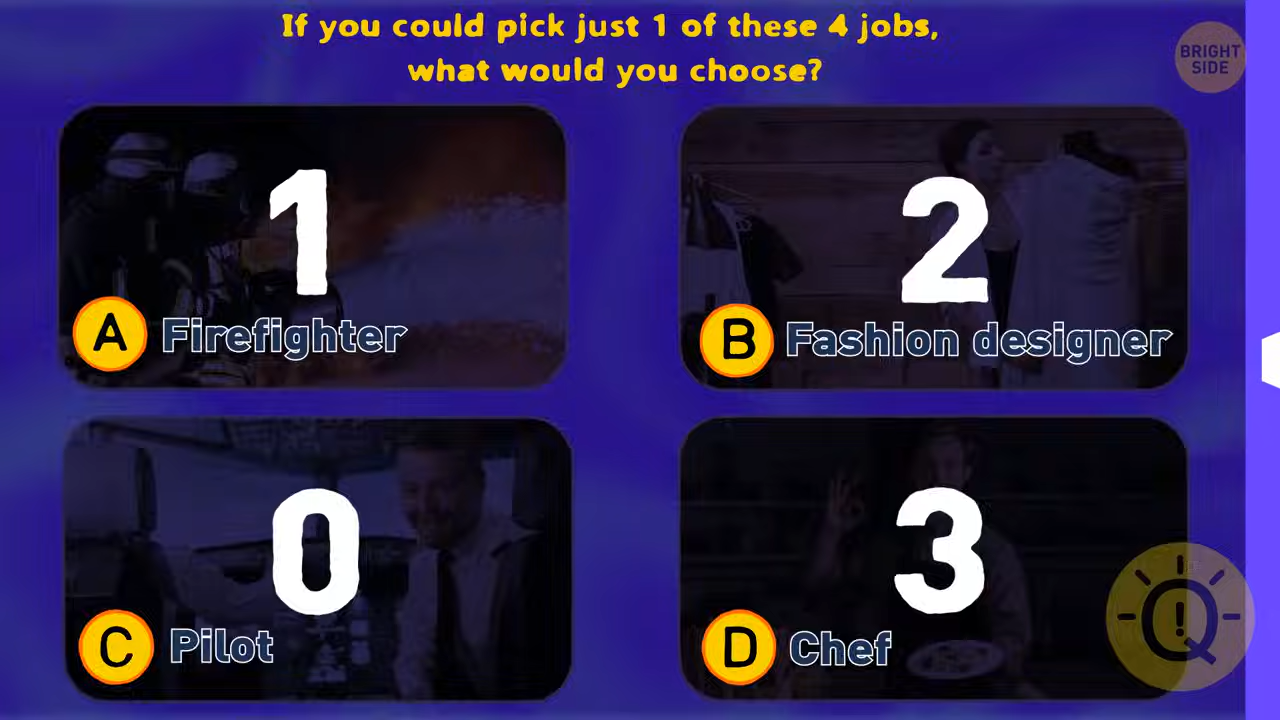 If you could pick just 1 of these 4 jobs,
what would you choose?
BRIGHT
SIDE
1
A Firefighter
2
B Fashion designer
0
C Pilot
3
D Chef
Q!